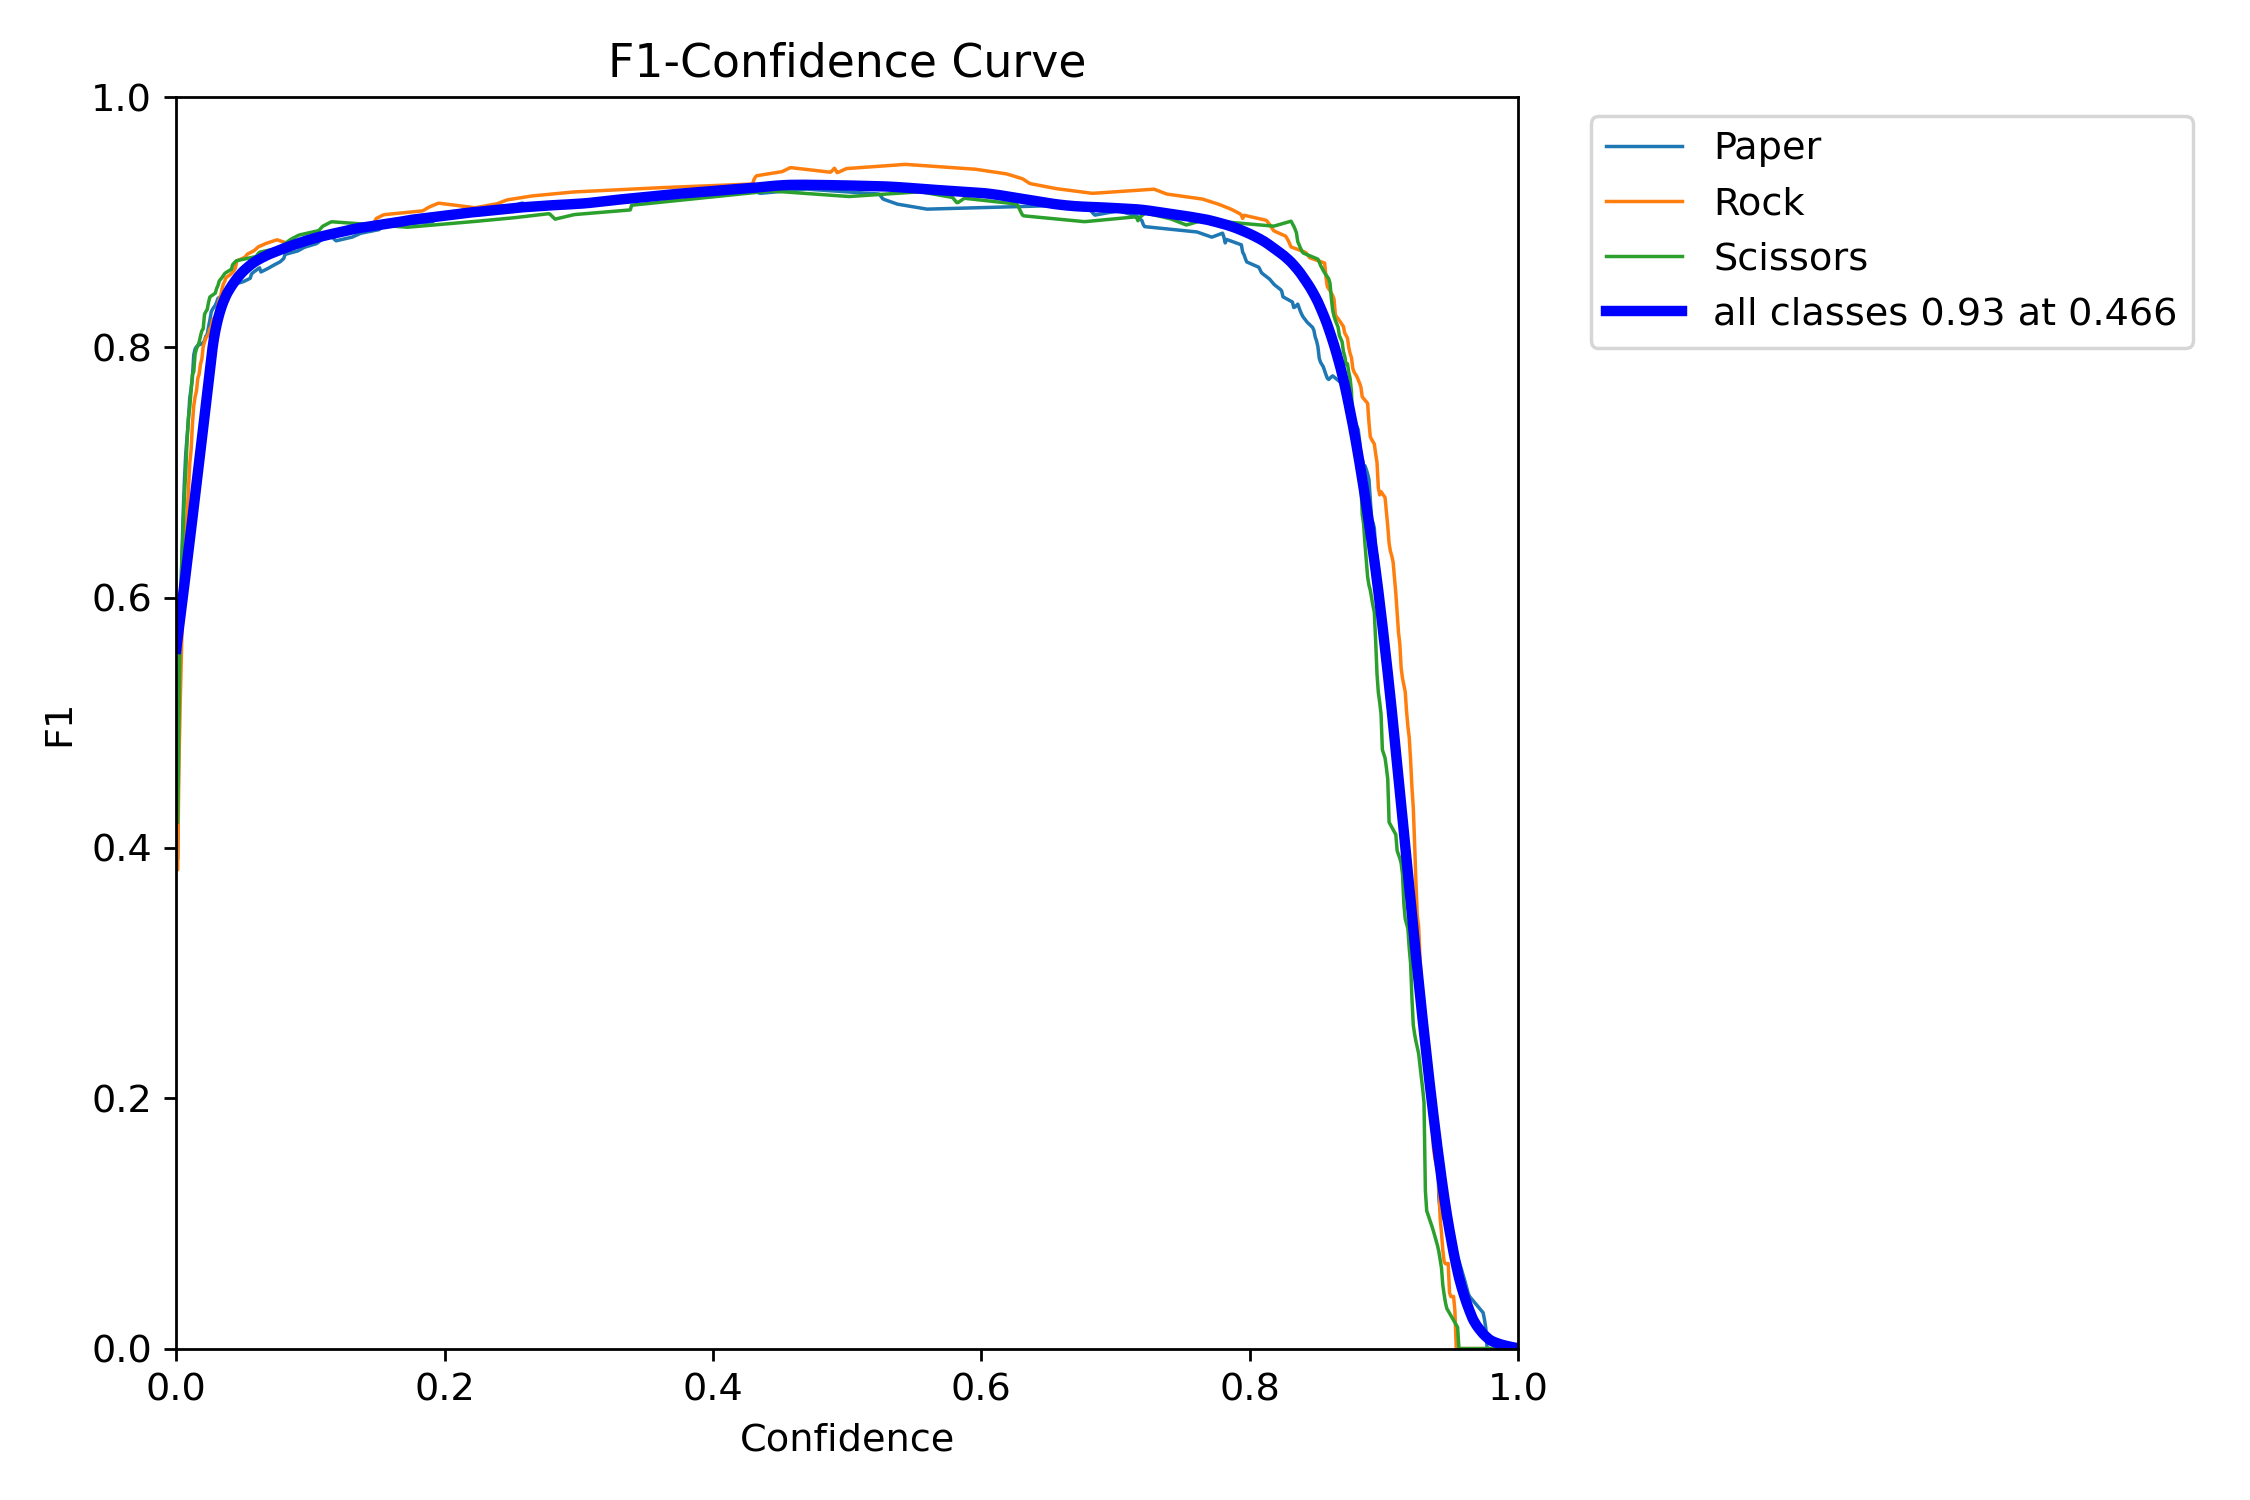 F1-Confidence Curve
1.0
0.8
0.6
0.4
0.2
0.0
F1
0.0 0.2 0.4 0.6 0.8 1.0
Confidence
Paper
Rock
Scissors
all classes 0.93 at 0.466